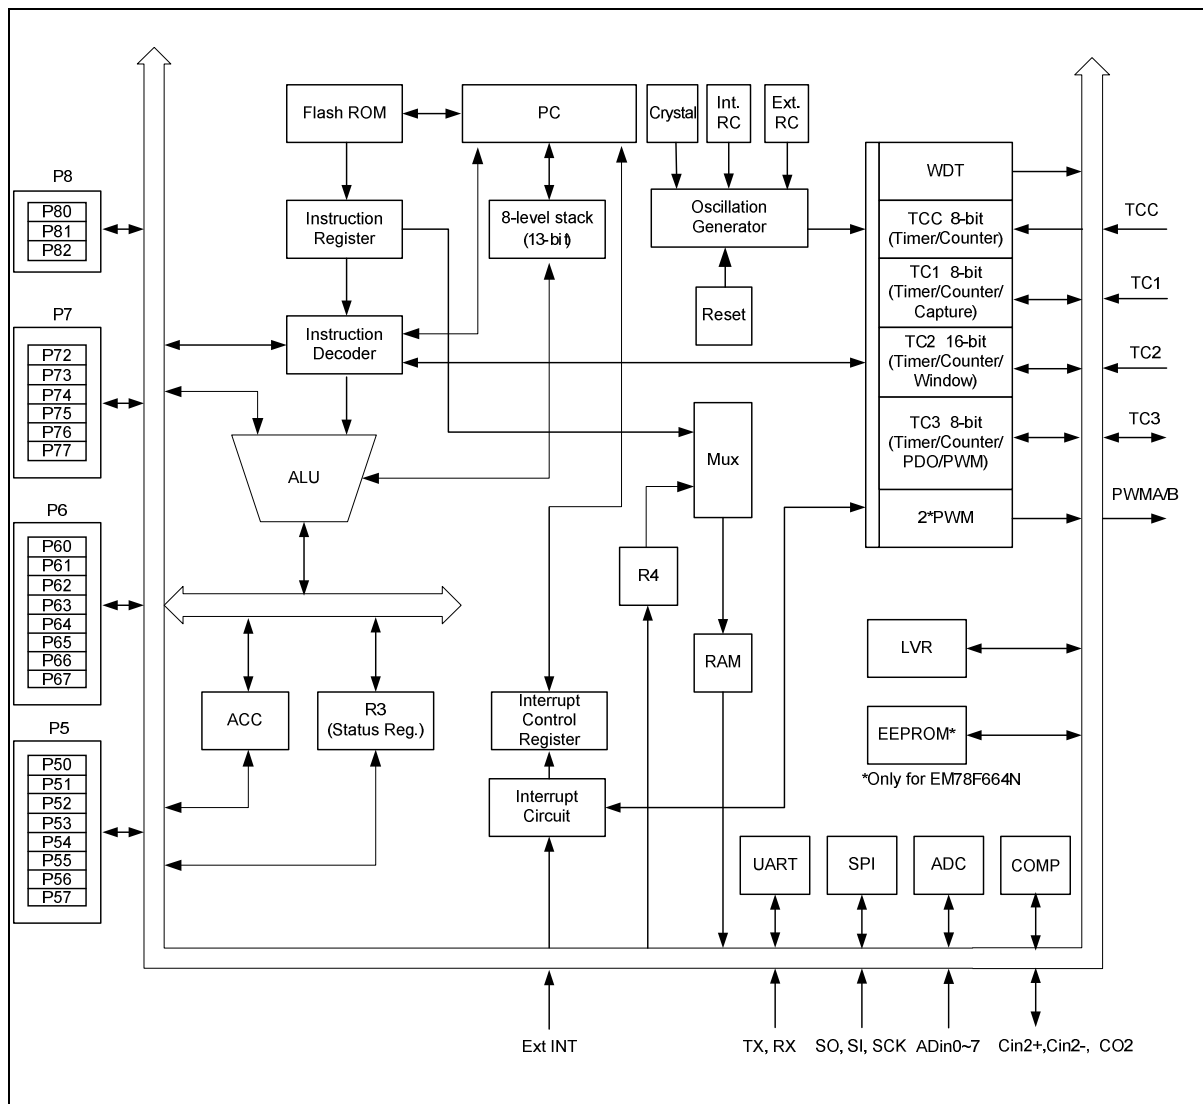 P8
P80
P81
P82
P7
P72
P73
P74
P75
P76
P77
P6
P60
P61
P62
P63
P64
P65
P66
P67
P5
P50
P51
P52
P53
P54
P55
P56
P57
Flash ROM
PC
Crystal
Int.
RC
Ext.
RC
Instruction
Register
8-level stack
(13-bit)
Oscillation
Generator
Reset
Instruction
Decoder
ALU
Mux
R4
RAM
ACC
R3
(Status Reg.)
Interrupt
Control
Register
Interrupt
Circuit
WDT
TCC 8-bit
(Timer/Counter)
TC1 8-bit
(Timer/Counter/
Capture)
TC2 16-bit
(Timer/Counter/
Window)
TC3 8-bit
(Timer/Counter/
PDO/PWM)
2*PWM
TCC
TC1
TC2
TC3
PWMA/B
LVR
EEPROM*
*Only for EM78F664N
UART
SPI
ADC
COMP
Ext INT
TX, RX
SO, SI, SCK
ADin0~7
Cin2+,Cin2-, CO2